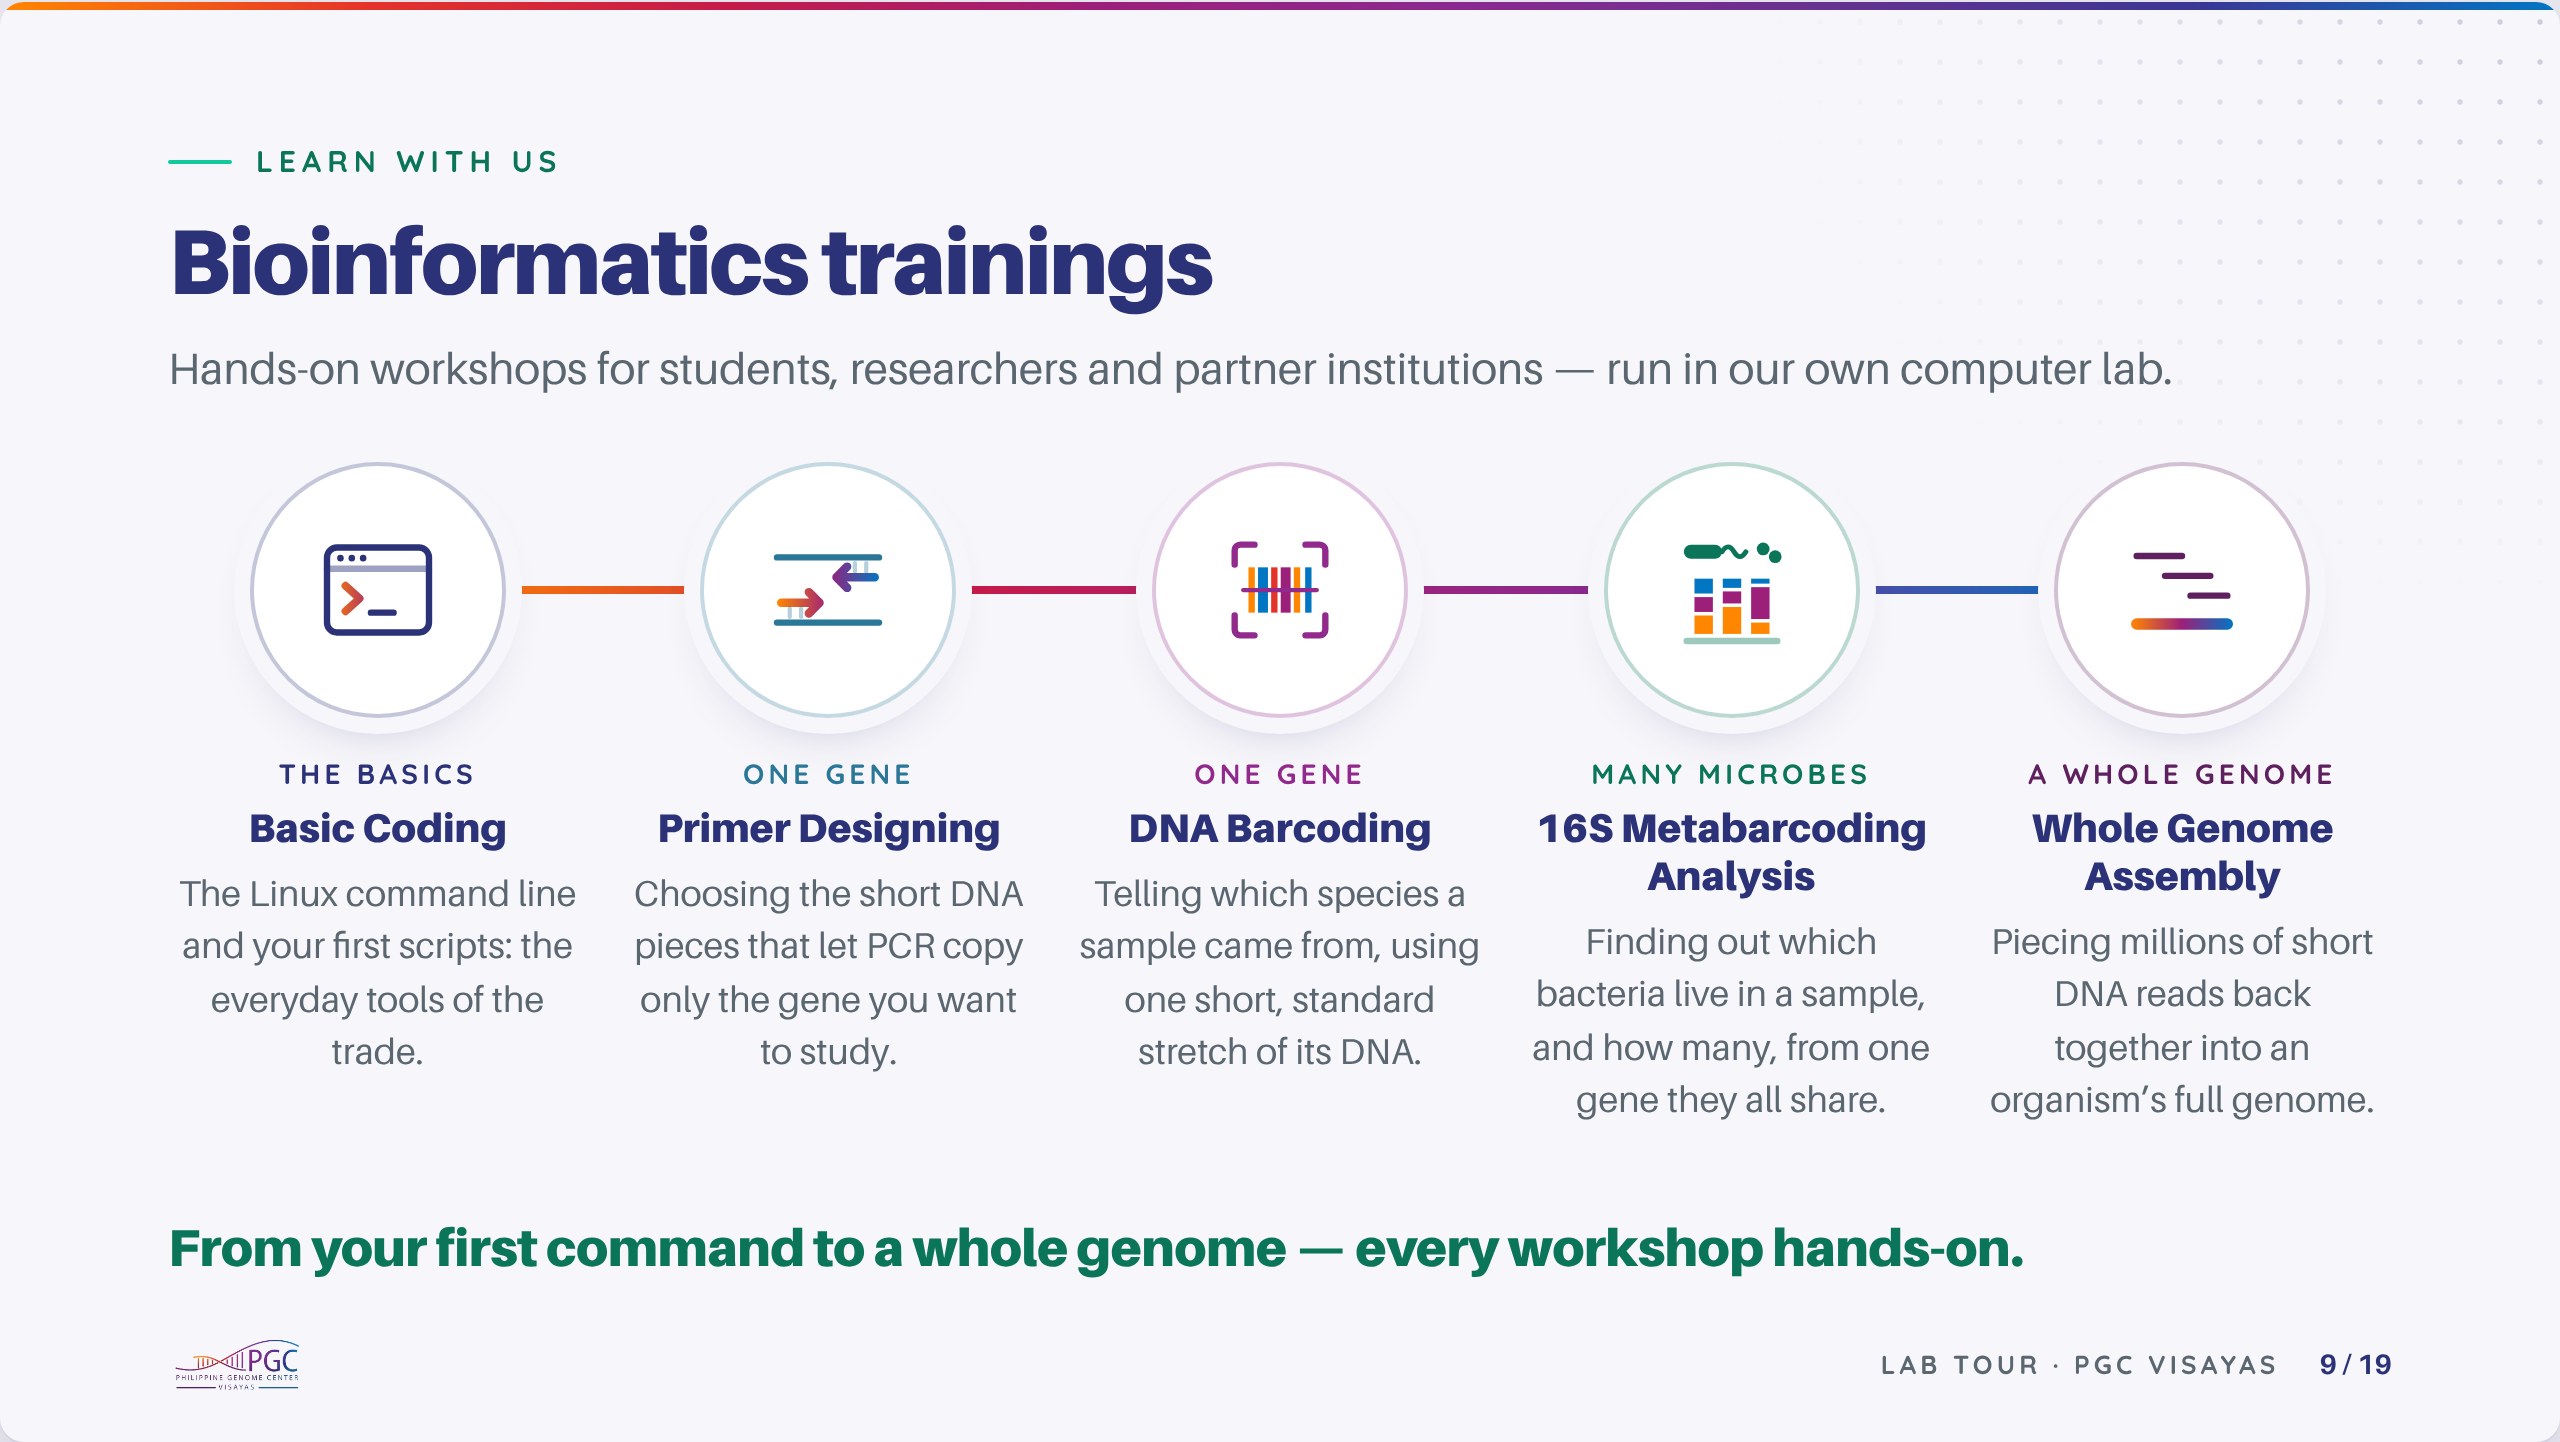 LEARN WITH US
Bioinformatics trainings
Hands-on workshops for students, researchers and partner institutions — run in our own computer lab.
THE BASICS
Basic Coding
The Linux command line
and your first scripts: the
everyday tools of the
trade.
ONE GENE
Primer Designing
Choosing the short DNA
pieces that let PCR copy
only the gene you want
to study.
ONE GENE
DNA Barcoding
Telling which species a
sample came from, using
one short, standard
stretch of its DNA.
MANY MICROBES
16S Metabarcoding
Analysis
Finding out which
bacteria live in a sample,
and how many, from one
gene they all share.
A WHOLE GENOME
Whole Genome
Assembly
Piecing millions of short
DNA reads back
together into an
organism’s full genome.
From your first command to a whole genome — every workshop hands-on.
PGC
PHILIPPINE GENOME CENTER
VISAYAS
LAB TOUR · PGC VISAYAS 9 / 19